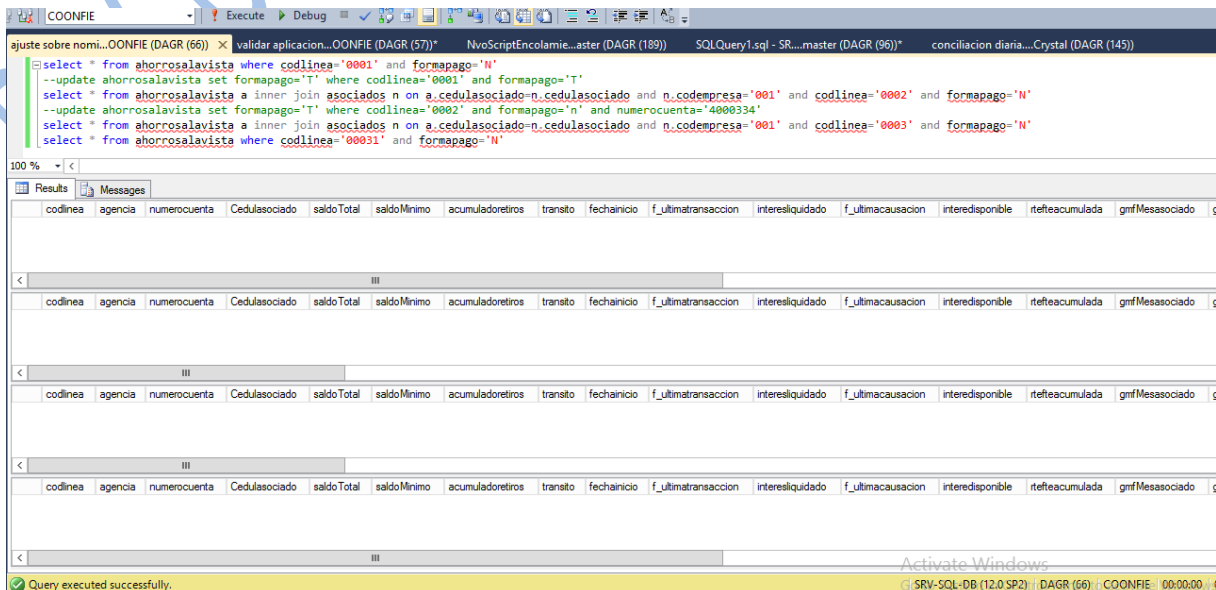 COONFIE Execute Debug
ajuste sobre nomi...OONFIE (DAGR (66)) validar aplicacion...OONFIE (DAGR (57))* NvoScriptEncolamie...aster (DAGR (189)) SQLQuery1.sql - SR....master (DAGR (96))* conciliacion diaria....Crystal (DAGR (145))
select * from ahorrosalavista where codlinea='0001' and formapago='N'
--update ahorrosalavista set formapago='T' where codlinea='0001' and formapago='T'
select * from ahorrosalavista a inner join asociados n on a.cedulasociado=n.cedulasociado and n.codempresa='001' and codlinea='0002' and formapago='N'
--update ahorrosalavista set formapago='T' where codlinea='0002' and formapago='n' and numerocuenta='4000334'
select * from ahorrosalavista a inner join asociados n on a.cedulasociado=n.cedulasociado and n.codempresa='001' and codlinea='0003' and formapago='N'
select * from ahorrosalavista where codlinea='00031' and formapago='N'
100 %
Results Messages
codlinea agencia numerocuenta Cedulasociado saldoTotal saldoMinimo acumuladoretiros transito fechainicio f_ultimatransaccion interesliquidado f_ultimacausacion interedisponible rtefteacumulada gmfMesasociado
codlinea agencia numerocuenta Cedulasociado saldoTotal saldoMinimo acumuladoretiros transito fechainicio f_ultimatransaccion interesliquidado f_ultimacausacion interedisponible rtefteacumulada gmfMesasociado
codlinea agencia numerocuenta Cedulasociado saldoTotal saldoMinimo acumuladoretiros transito fechainicio f_ultimatransaccion interesliquidado f_ultimacausacion interedisponible rtefteacumulada gmfMesasociado
codlinea agencia numerocuenta Cedulasociado saldoTotal saldoMinimo acumuladoretiros transito fechainicio f_ultimatransaccion interesliquidado f_ultimacausacion interedisponible rtefteacumulada gmfMesasociado
Activate Windows
Query executed successfully. SRV-SQL-DB (12.0 SP2) DAGR (66) COONFIE 00:00:00